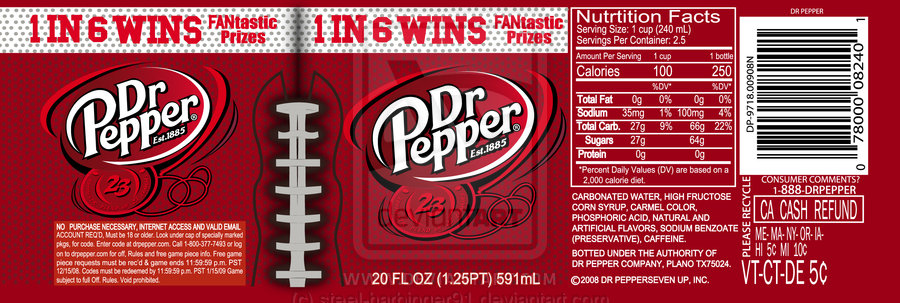 1 IN 6 WINS
FANtastic
Prizes
Dr
Pepper®
Est.1885
23
NO PURCHASE NECESSARY, INTERNET ACCESS AND VALID EMAIL
ACCOUNT REQ'D, Must be 18 or older. Look under cap of specially marked
pkgs, for code. Enter code at drpepper.com. Call 1-800-377-7493 or log
on to drpepper.com for off, Rules and free game piece info. Free game
piece requests must be rec'd & game ends 11:59:59 p.m. PST
12/15/08. Codes must be redeemed by 11:59:59 p.m. PST 1/15/09 Game
subject to full Off. Rules. Void prohibited.
1 IN 6 WINS
FANtastic
Prizes
Dr
Pepper®
Est.1885
23
deviantART
20 FL OZ (1.25PT) 591mL
Nutrtition Facts
Serving Size: 1 cup (240 mL)
Servings Per Container: 2.5
Amount Per Serving 1 cup 1 bottle
Calories 100 250
%DV* %DV*
Total Fat 0g 0% 0g 0%
Sodium 35mg 1% 100mg 4%
Total Carb. 27g 9% 66g 22%
Sugars 27g 64g
Protein 0g 0g
*Percent Daily Values (DV) are based on a
2,000 calorie diet.
CARBONATED WATER, HIGH FRUCTOSE
CORN SYRUP, CARMEL COLOR,
PHOSPHORIC ACID, NATURAL AND
ARTIFICIAL FLAVORS, SODIUM BENZOATE
(PRESERVATIVE), CAFFEINE.
BOTTED UNDER THE AUTHORITY OF
DR PEPPER COMPANY, PLANO TX75024.
©2008 DR PEPPERSEVEN UP, INC.
DR PEPPER
DP-9718.00908N
0 78000 08240 1
PLEASE RECYCLE
CONSUMER COMMENTS?
1-888-DRPEPPER
CA CASH REFUND
ME- MA- NY- OR- IA-
HI 5¢ MI 10¢
VT-CT-DE 5¢
(c) steel-harbinger91.deviantart.com